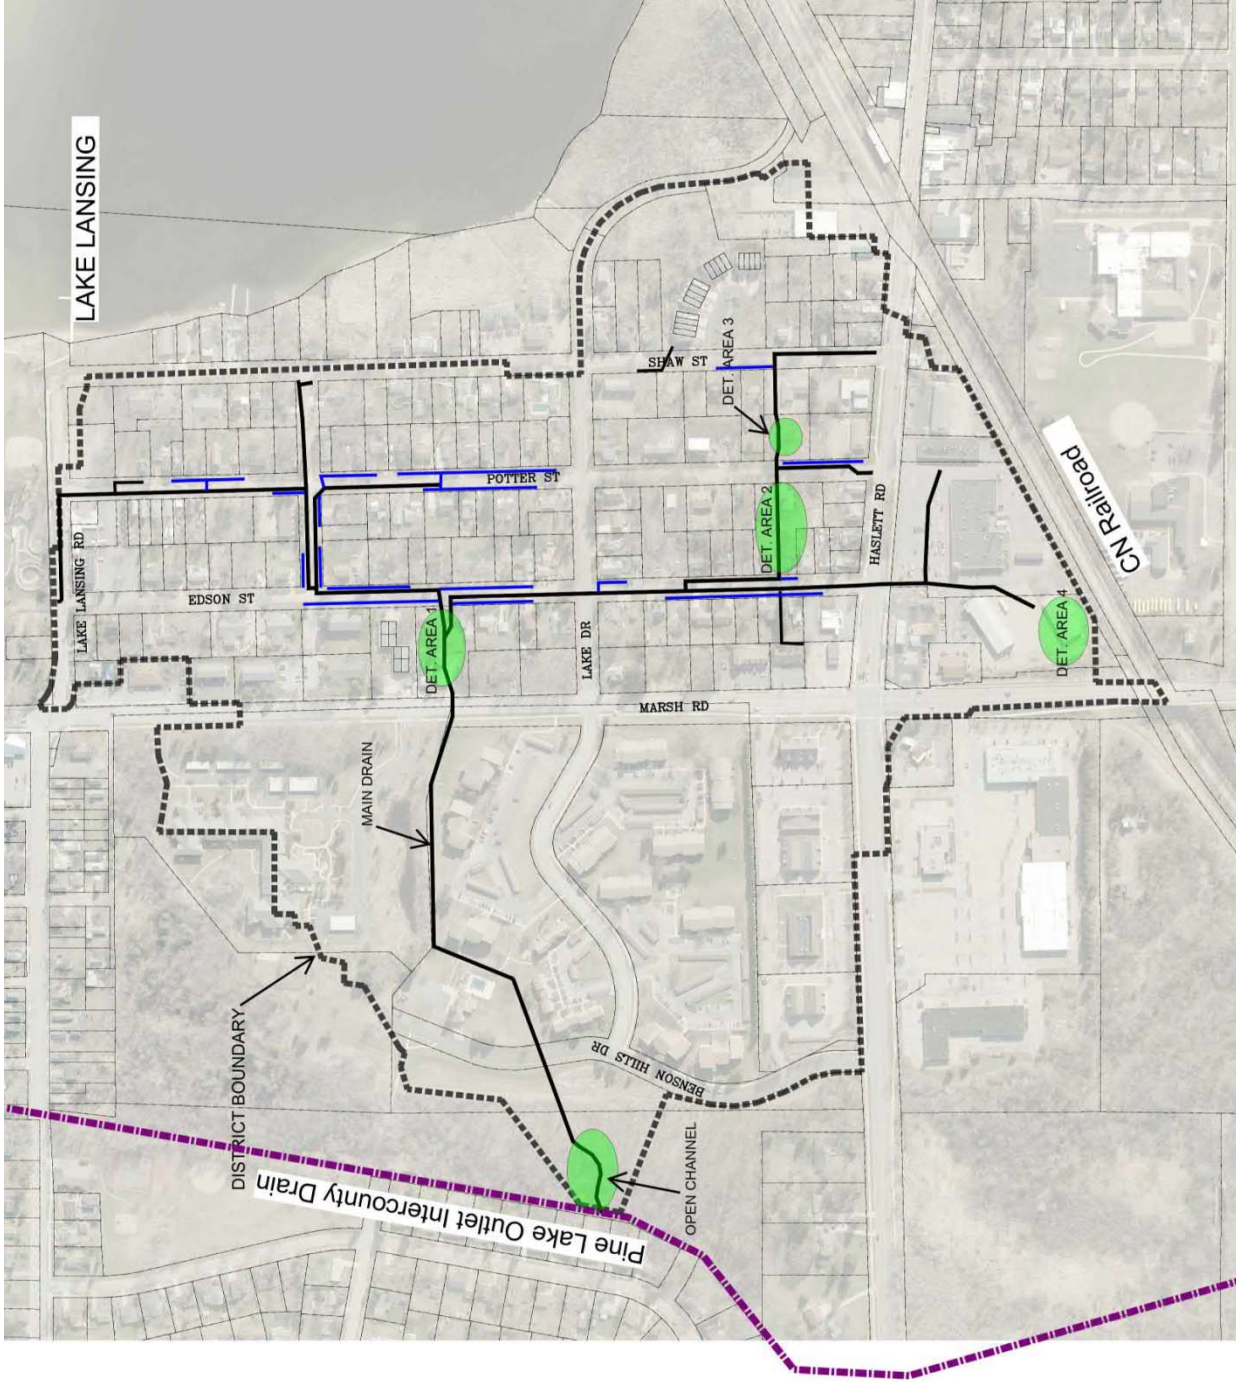 LAKE LANSING
LAKE LANSING RD
SHAW ST
DET. AREA 3
POTTER ST
DET. AREA 2
HASLETT RD
CN Railroad
EDSON ST
DET. AREA 1
LAKE DR
DET. AREA 4
MARSH RD
MAIN DRAIN
DISTRICT BOUNDARY
BENSON HILLS DR
OPEN CHANNEL
Pine Lake Outlet Intercounty Drain